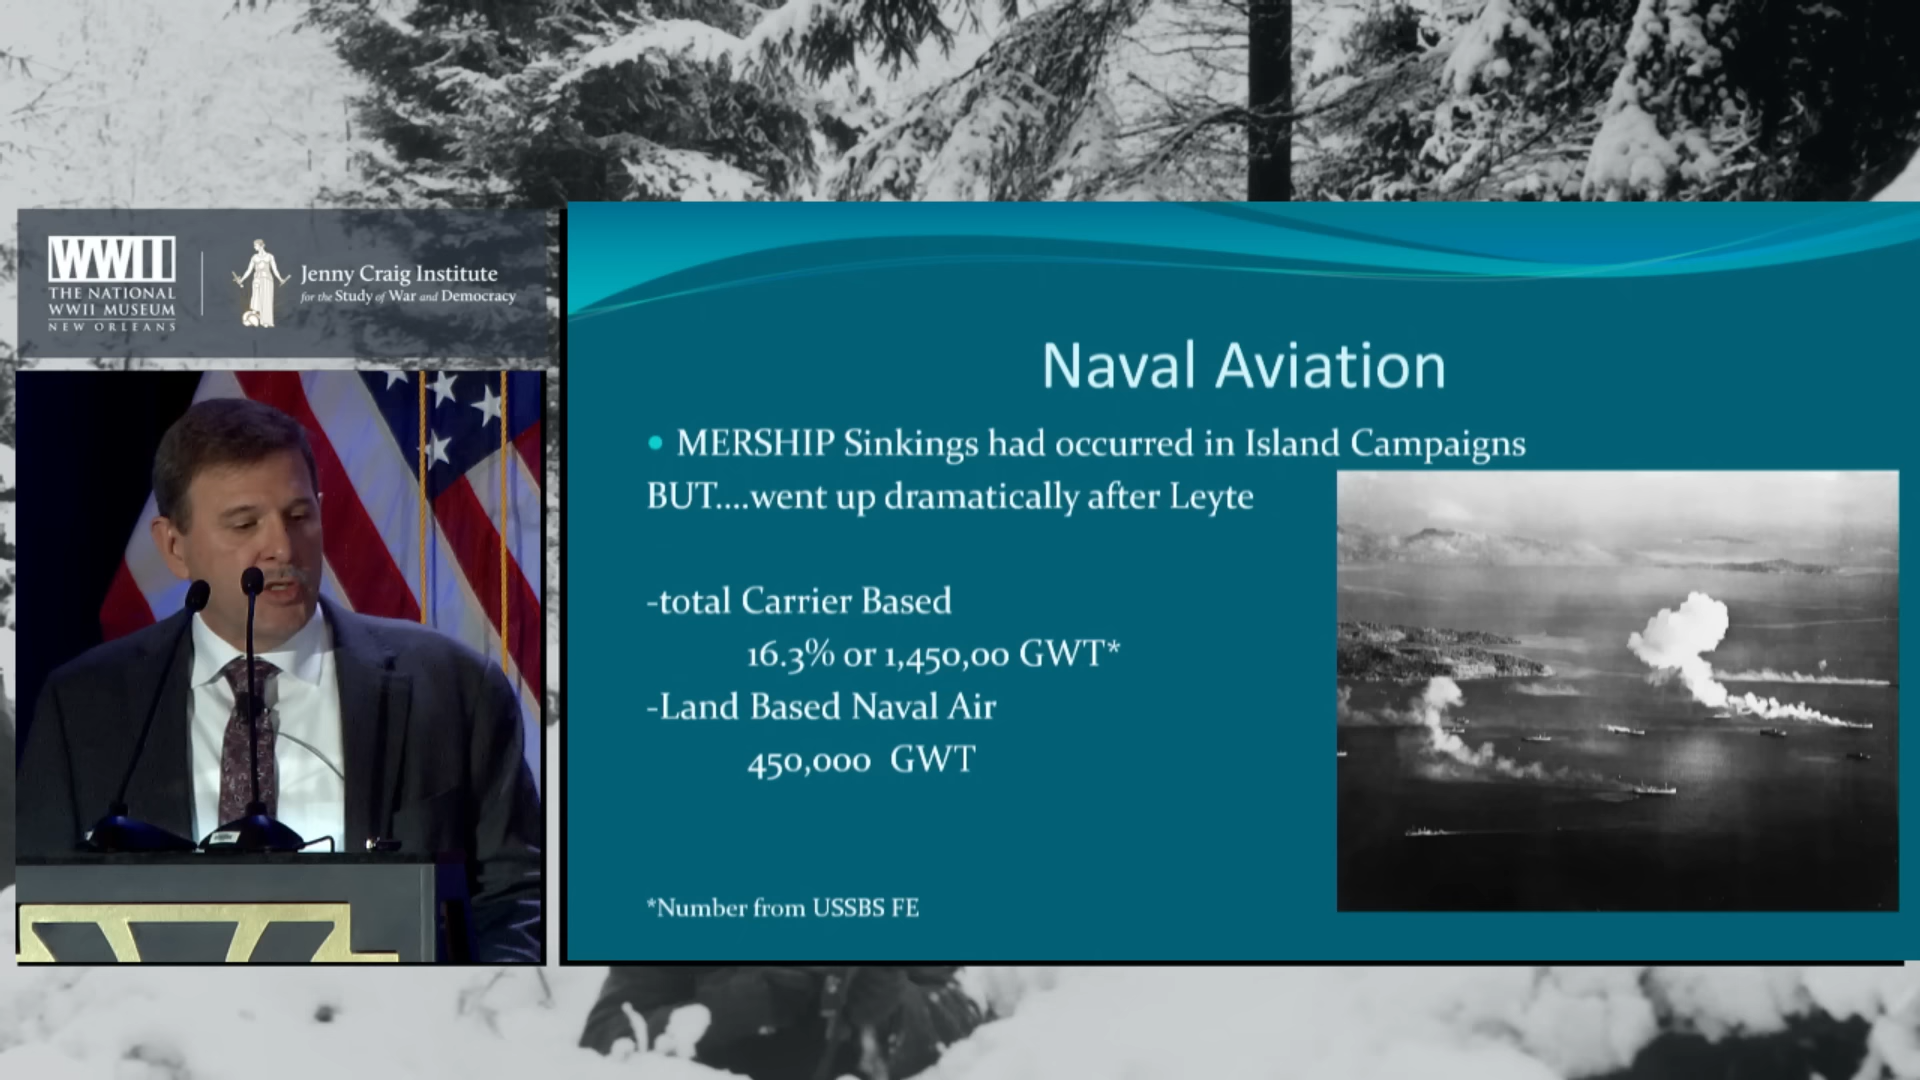 WWII
THE NATIONAL
WWII MUSEUM
NEW ORLEANS
Jenny Craig Institute
for the Study of War and Democracy
Naval Aviation
• MERSHIP Sinkings had occurred in Island Campaigns
BUT....went up dramatically after Leyte
-total Carrier Based
16.3% or 1,450,00 GWT*
-Land Based Naval Air
450,000 GWT
*Number from USSBS FE